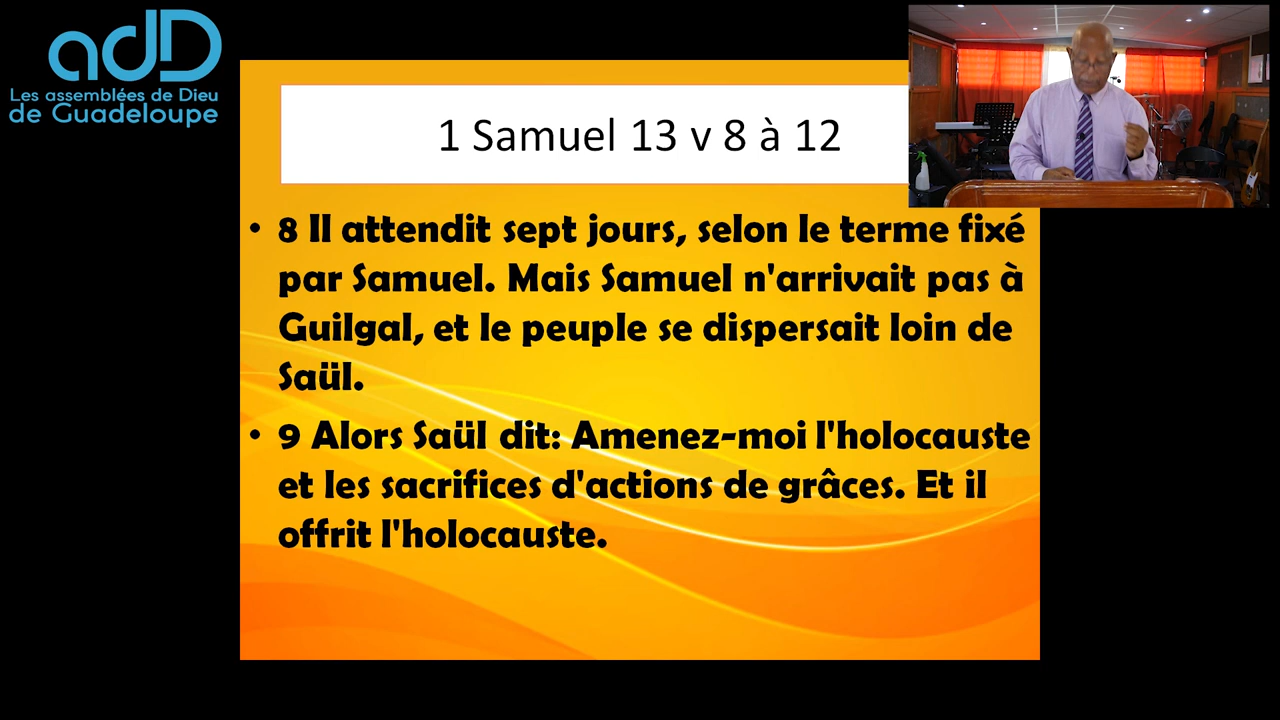 adD
Les assemblées de Dieu
de Guadeloupe
1 Samuel 13 v 8 à 12
• 8 Il attendit sept jours, selon le terme fixé
par Samuel. Mais Samuel n'arrivait pas à
Guilgal, et le peuple se dispersait loin de
Saül.
• 9 Alors Saül dit: Amenez-moi l'holocauste
et les sacrifices d'actions de grâces. Et il
offrit l'holocauste.